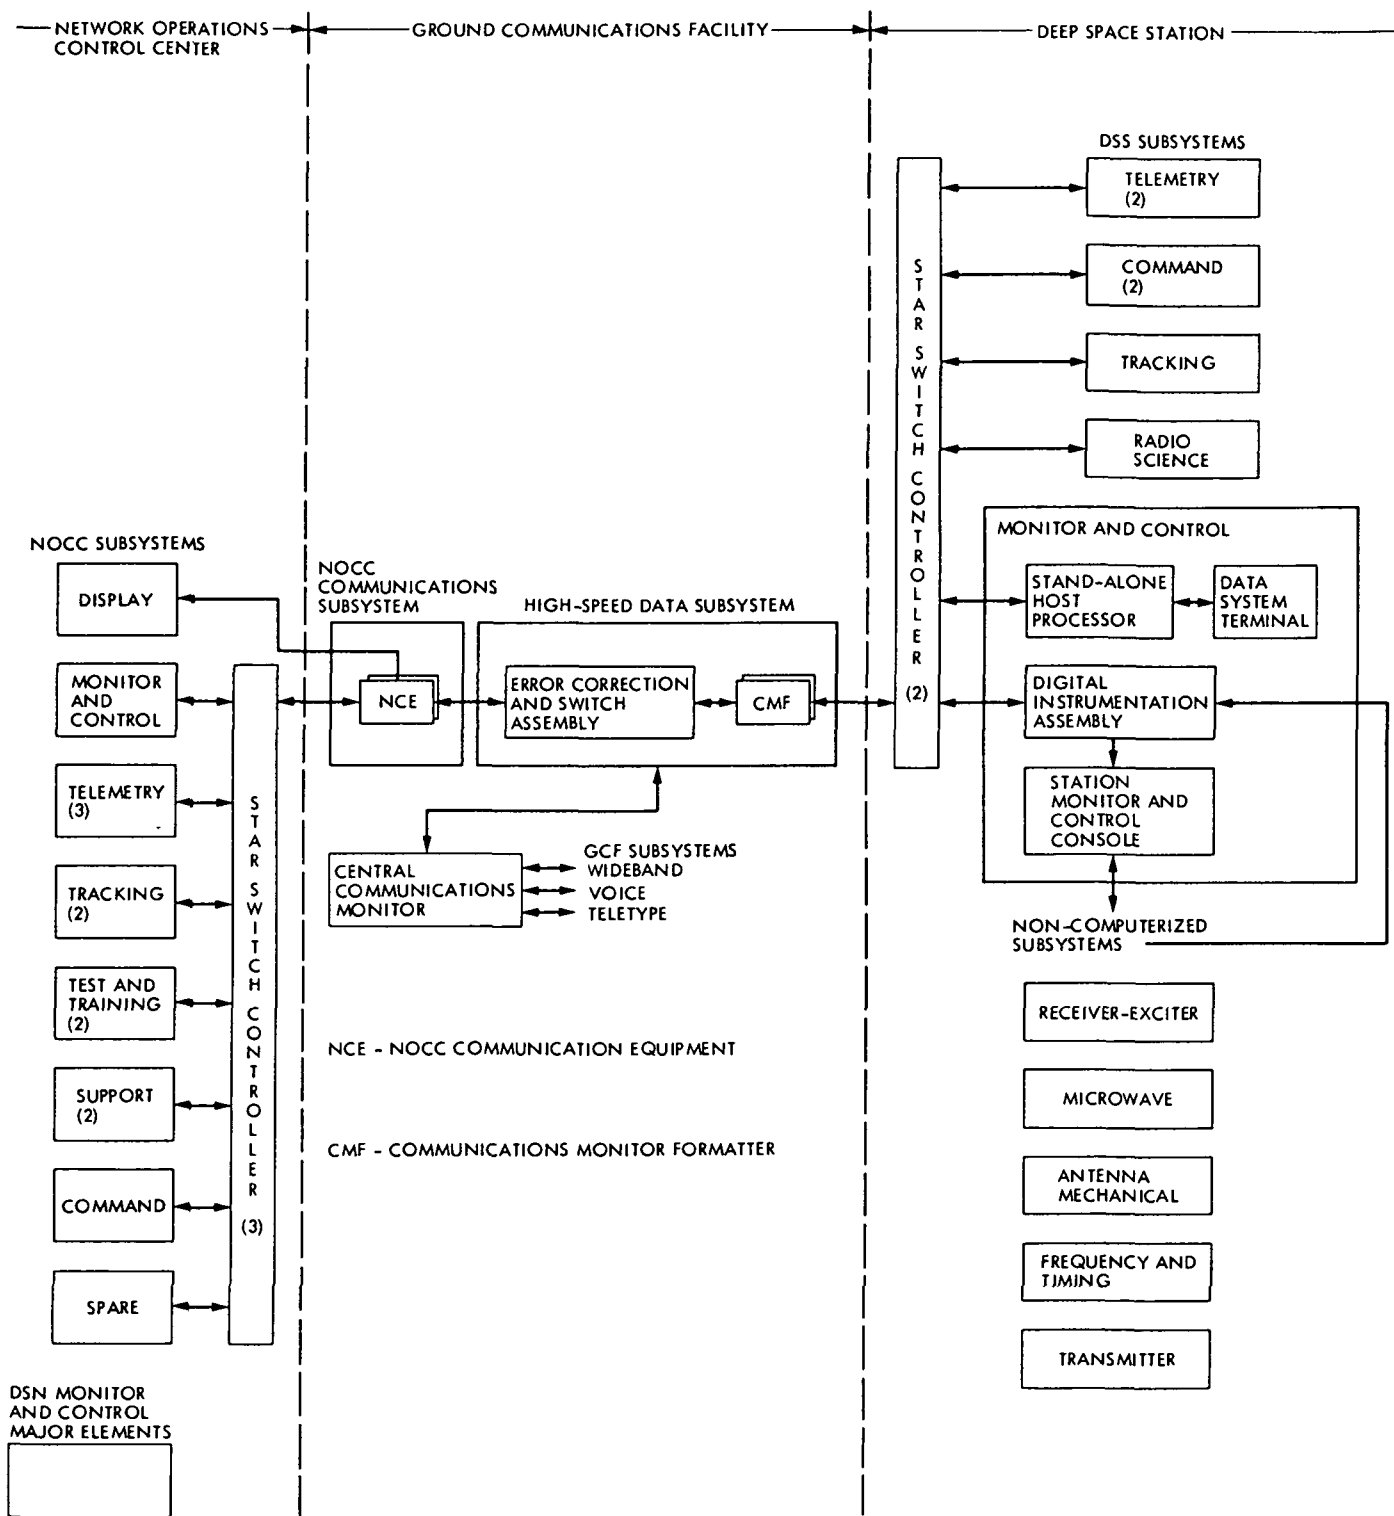 NETWORK OPERATIONS
CONTROL CENTER
GROUND COMMUNICATIONS FACILITY
DEEP SPACE STATION
DSS SUBSYSTEMS
TELEMETRY
(2)
COMMAND
(2)
TRACKING
RADIO
SCIENCE
STAR SWITCH CONTROLLER
(2)
MONITOR AND CONTROL
STAND-ALONE
HOST
PROCESSOR
DATA
SYSTEM
TERMINAL
DIGITAL
INSTRUMENTATION
ASSEMBLY
STATION
MONITOR AND
CONTROL
CONSOLE
NON-COMPUTERIZED
SUBSYSTEMS
RECEIVER-EXCITER
MICROWAVE
ANTENNA
MECHANICAL
FREQUENCY AND
TIMING
TRANSMITTER
NOCC SUBSYSTEMS
DISPLAY
MONITOR
AND
CONTROL
TELEMETRY
(3)
TRACKING
(2)
TEST AND
TRAINING
(2)
SUPPORT
(2)
COMMAND
SPARE
STAR SWITCH CONTROLLER
(3)
NOCC
COMMUNICATIONS
SUBSYSTEM
NCE
HIGH-SPEED DATA SUBSYSTEM
ERROR CORRECTION
AND SWITCH
ASSEMBLY
CMF
CENTRAL
COMMUNICATIONS
MONITOR
GCF SUBSYSTEMS
WIDEBAND
VOICE
TELETYPE
NCE - NOCC COMMUNICATION EQUIPMENT
CMF - COMMUNICATIONS MONITOR FORMATTER
DSN MONITOR
AND CONTROL
MAJOR ELEMENTS